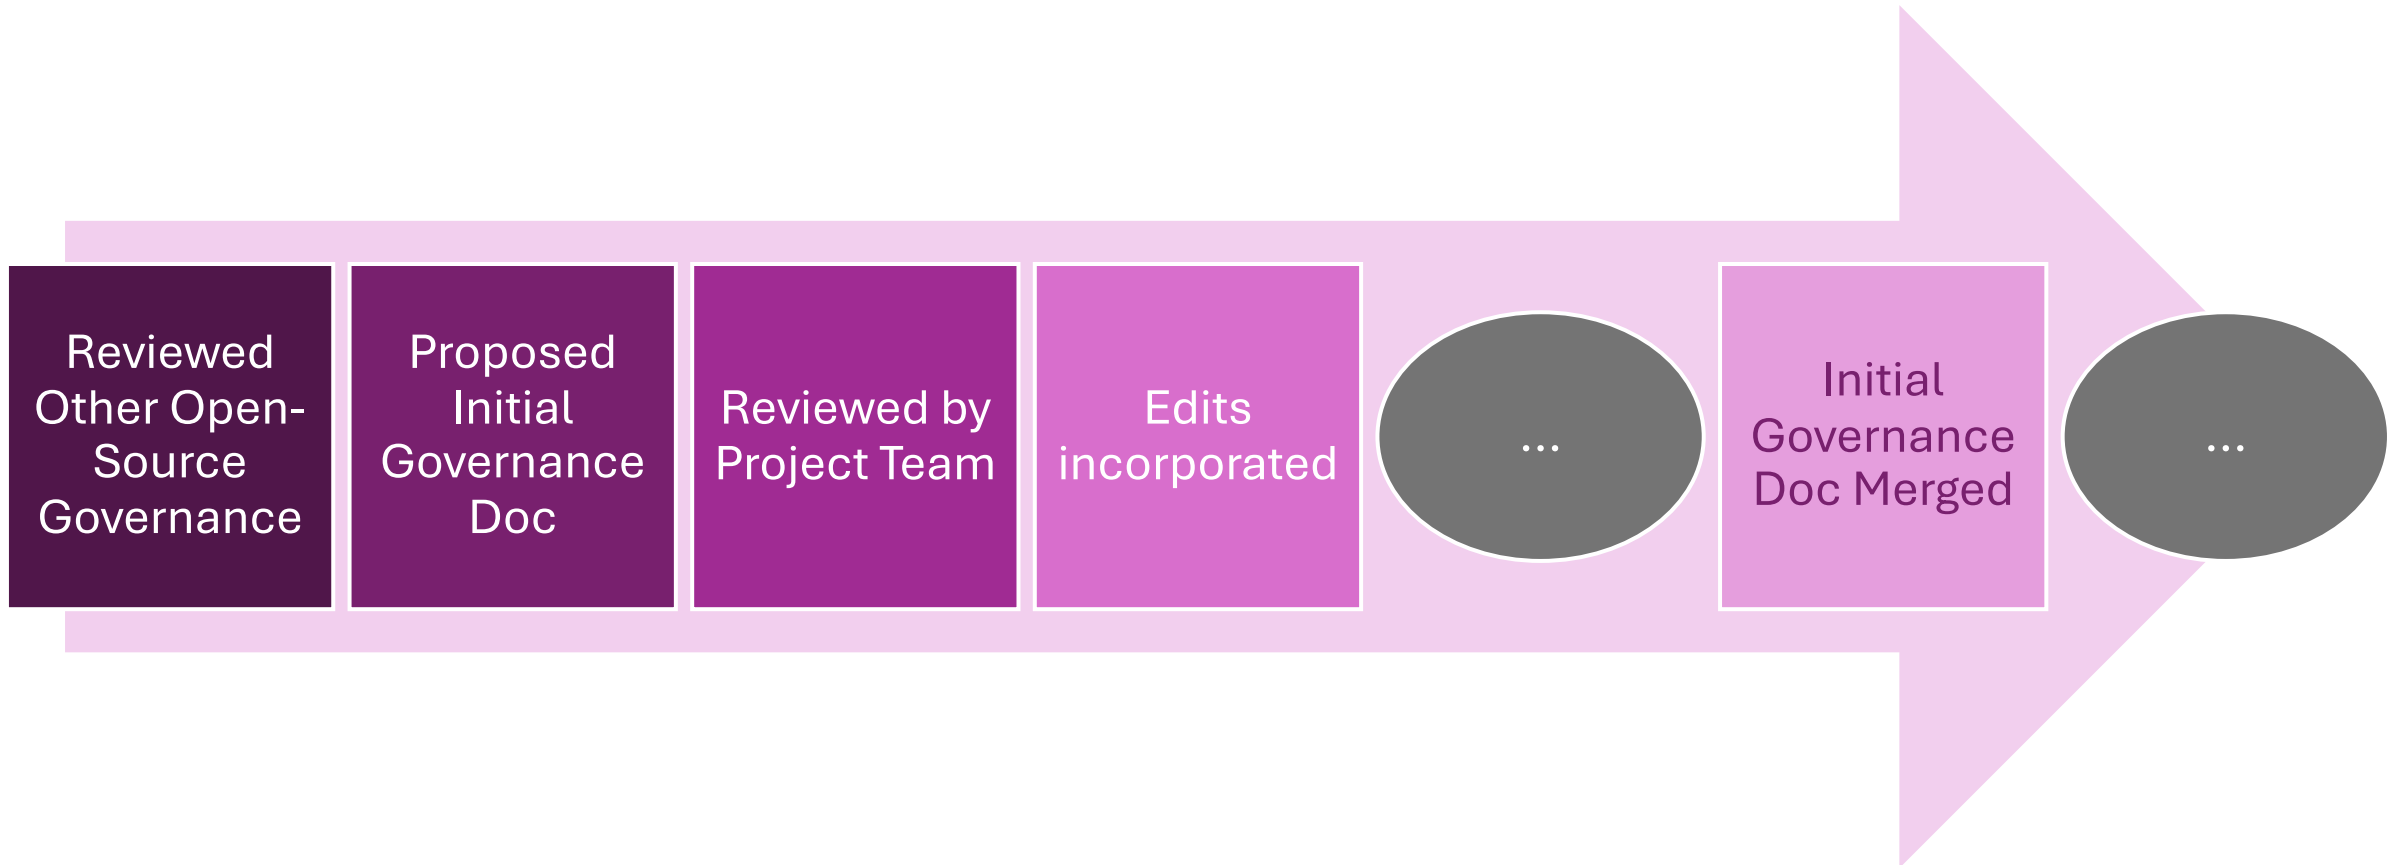 Reviewed
Other Open-
Source
Governance
Proposed
Initial
Governance
Doc
Reviewed by
Project Team
Edits
incorporated
...
Initial
Governance
Doc Merged
...